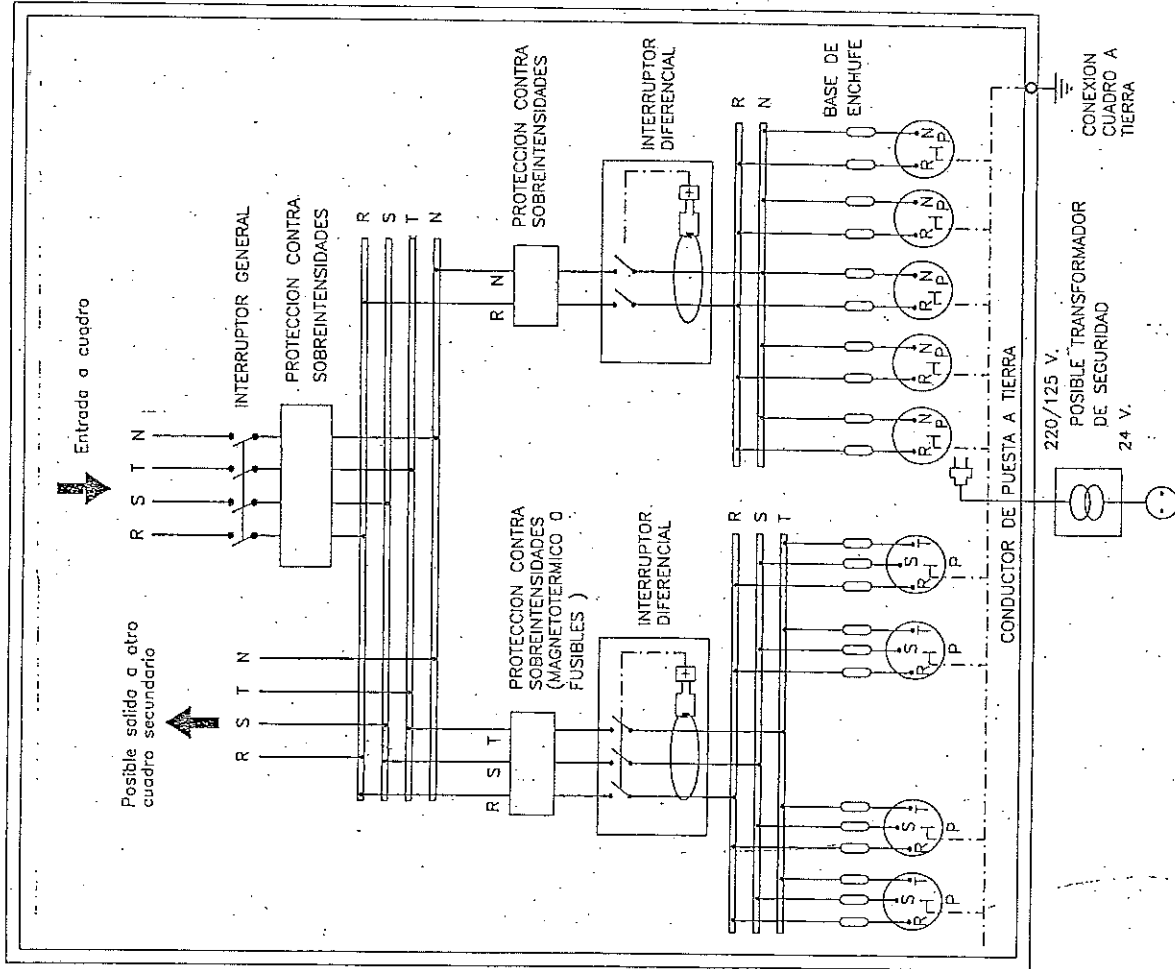 Entrada a cuadro
R S T N
INTERRUPTOR GENERAL
PROTECCION CONTRA
SOBREINTENSIDADES
Posible salida a otro
cuadro secundario
R S T N
R
S
T
N
R S T
PROTECCION CONTRA
SOBREINTENSIDADES
(MAGNETOTERMICO O
FUSIBLES )
R N
PROTECCION CONTRA
SOBREINTENSIDADES
INTERRUPTOR
DIFERENCIAL
INTERRUPTOR
DIFERENCIAL
R
S
T
R
N
BASE DE
ENCHUFE
R S T P
R S T P
R S T P
R S T P
R N P
R N P
R N P
R N P
R N P
CONDUCTOR DE PUESTA A TIERRA
220/125 V.
POSIBLE TRANSFORMADOR
DE SEGURIDAD
24 V.
CONEXION
CUADRO A
TIERRA